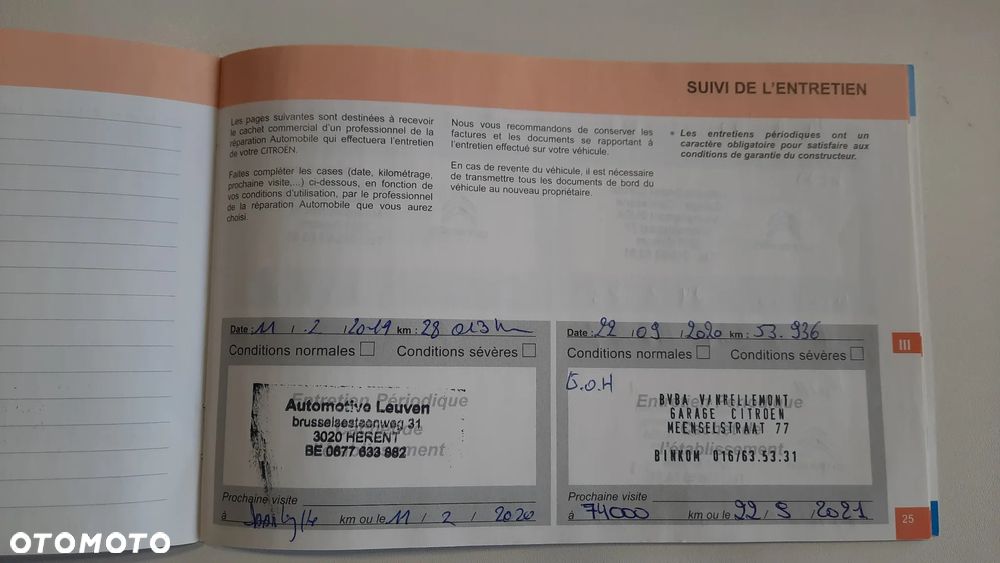 SUIVI DE L'ENTRETIEN
Les pages suivantes sont destinées à recevoir
le cachet commercial d'un professionnel de la
réparation Automobile qui effectuera l'entretien
de votre CITROËN.
Faites compléter les cases (date, kilométrage,
prochaine visite,...) ci-dessous, en fonction de
vos conditions d'utilisation, par le professionnel
de la réparation Automobile que vous aurez
choisi.
Nous vous recommandons de conserver les
factures et les documents se rapportant à
l'entretien effectué sur votre véhicule.
En cas de revente du véhicule, il est nécessaire
de transmettre tous les documents de bord du
véhicule au nouveau propriétaire.
Les entretiens périodiques ont un
caractère obligatoire pour satisfaire aux
conditions de garantie du constructeur.
Date : 11 / 2 / 2019 km : 28 013 km
Conditions normales Conditions sévères
Entretien Périodique
Automotive Leuven
brusselsesteenweg 31
3020 HERENT
BE 0877 633 982
Prochaine visite
à km ou le 11 / 2 / 2020
Date : 22 / 09 / 2020 km : 53.936
Conditions normales Conditions sévères
G.O.H
BVBA VINKELLEMONT
GARAGE CITROEN
MEENSELSTRAAT 77
l'établissement
BINKOM 016/63.53.31
Prochaine visite
à 74000 km ou le 22 / 9 / 2021
III
25
OTOMOTO